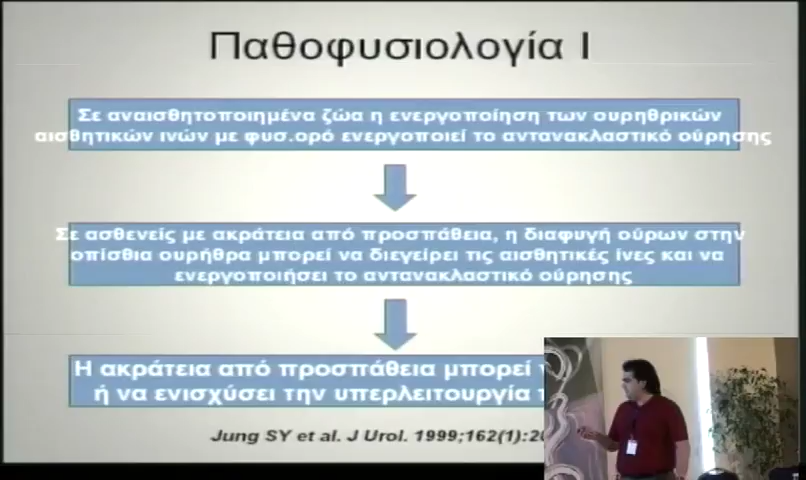 Παθοφυσιολογία Ι
Σε αναισθητοποιημένα ζώα η ενεργοποίηση των ουρηθρικών
αισθητικών ινών με φυσ.ορό ενεργοποιεί το αντανακλαστικό ούρησης
Σε ασθενείς με ακράτεια από προσπάθεια, η διαφυγή ούρων στην
οπίσθια ουρήθρα μπορεί να διεγείρει τις αισθητικές ίνες και να
ενεργοποιήσει το αντανακλαστικό ούρησης
Η ακράτεια από προσπάθεια μπορεί
ή να ενισχύσει την υπερλειτουργία
Jung SY et al. J Urol. 1999;162(1):20